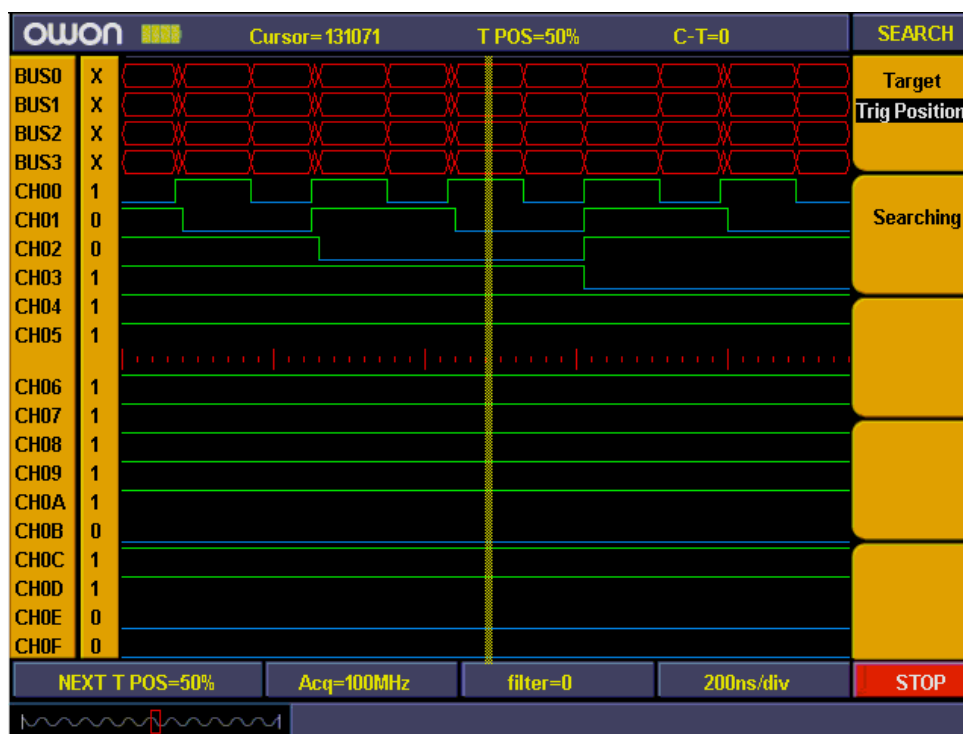 owon Cursor=131071 T POS=50% C-T=0 SEARCH
BUS0 X
BUS1 X
BUS2 X
BUS3 X
CH00 1
CH01 0
CH02 0
CH03 1
CH04 1
CH05 1
CH06 1
CH07 1
CH08 1
CH09 1
CH0A 1
CH0B 0
CH0C 1
CH0D 1
CH0E 0
CH0F 0
Target
Trig Position
Searching
NEXT T POS=50% Acq=100MHz filter=0 200ns/div STOP